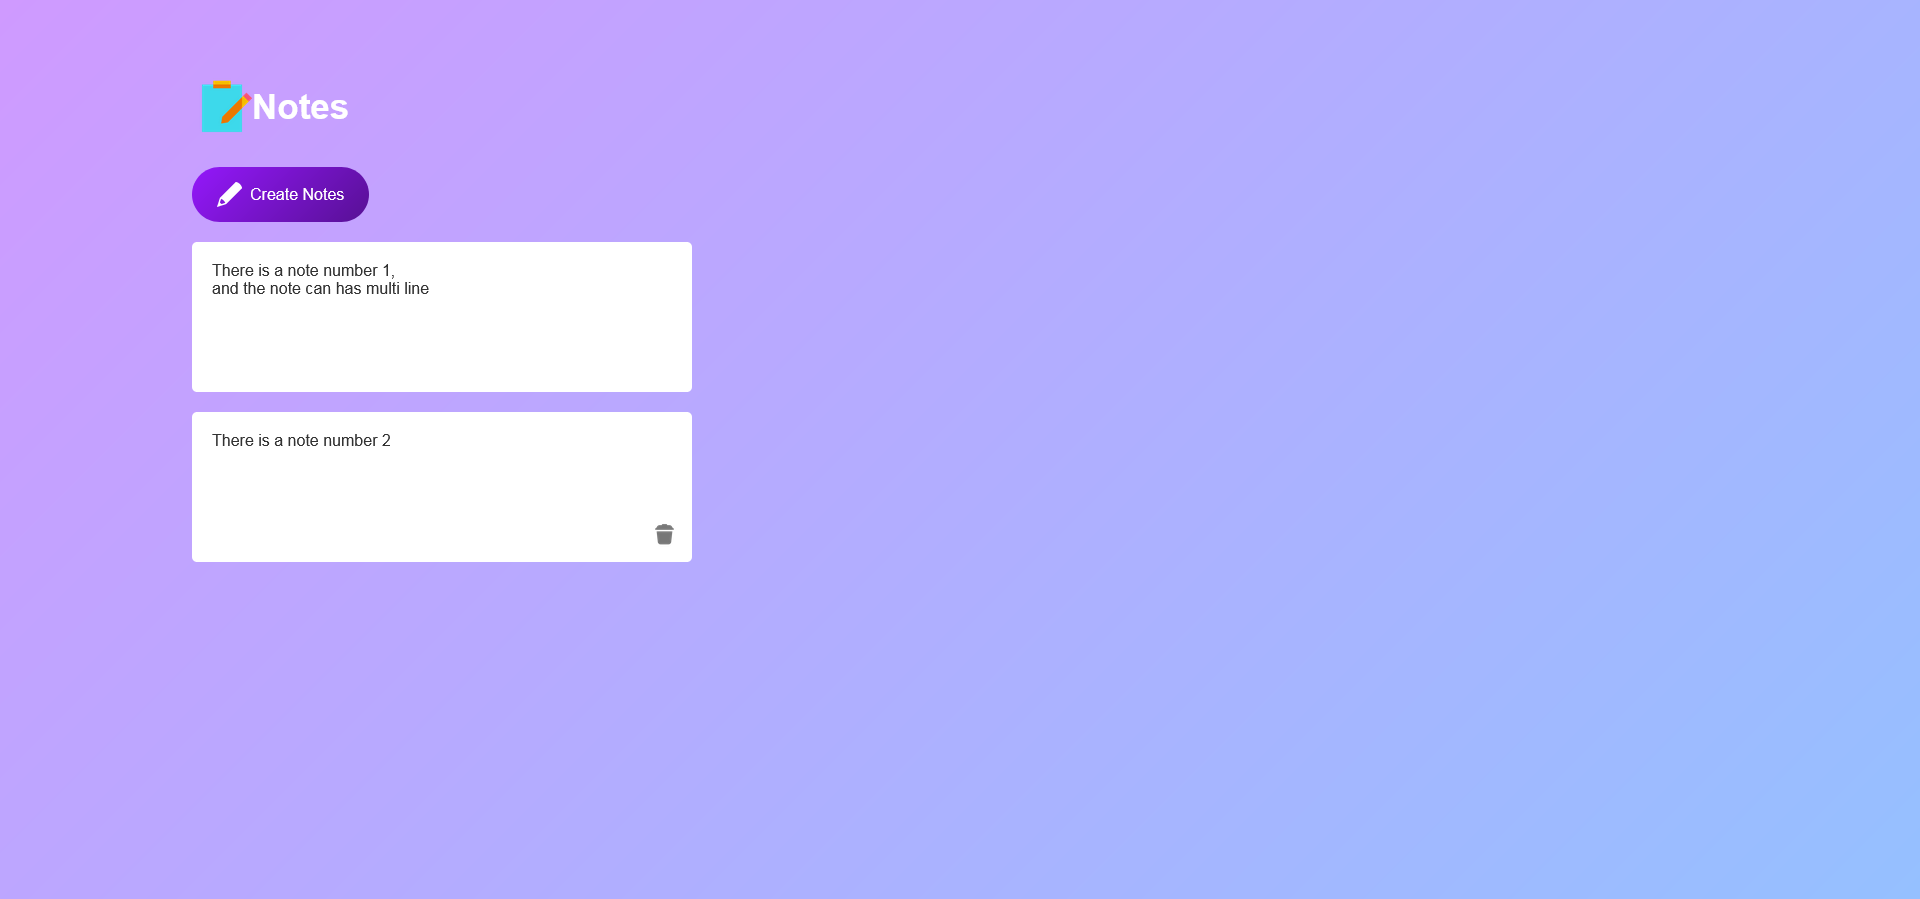 Notes
Create Notes
There is a note number 1,
and the note can has multi line
There is a note number 2